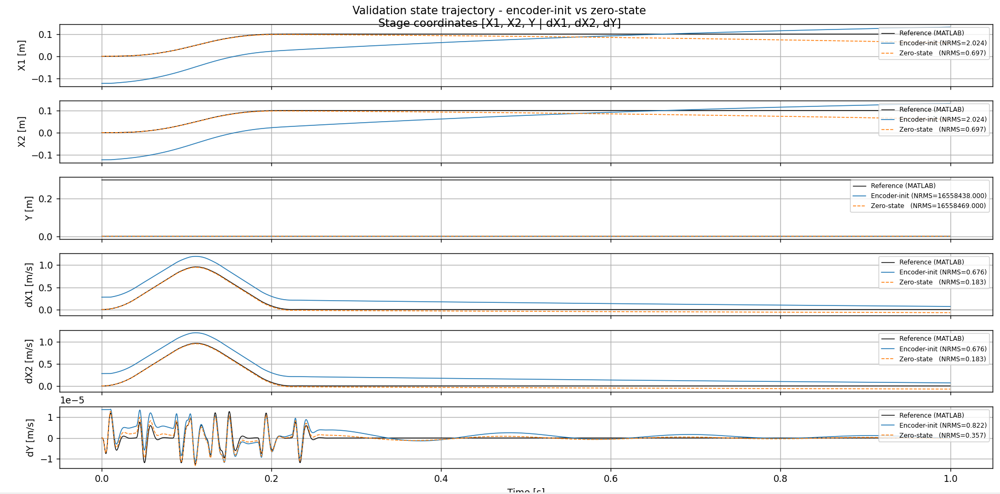 Validation state trajectory - encoder-init vs zero-state
Stage coordinates [X1, X2, Y | dX1, dX2, dY]
X1 [m]
0.1
0.0
−0.1
Reference (MATLAB)
Encoder-init (NRMS=2.024)
Zero-state (NRMS=0.697)
X2 [m]
0.1
0.0
−0.1
Reference (MATLAB)
Encoder-init (NRMS=2.024)
Zero-state (NRMS=0.697)
Y [m]
0.2
0.0
Reference (MATLAB)
Encoder-init (NRMS=16558438.000)
Zero-state (NRMS=16558469.000)
dX1 [m/s]
1.0
0.5
0.0
Reference (MATLAB)
Encoder-init (NRMS=0.676)
Zero-state (NRMS=0.183)
dX2 [m/s]
1.0
0.5
0.0
Reference (MATLAB)
Encoder-init (NRMS=0.676)
Zero-state (NRMS=0.183)
1e−5
dY [m/s]
1
0
−1
Reference (MATLAB)
Encoder-init (NRMS=0.822)
Zero-state (NRMS=0.357)
0.0 0.2 0.4 0.6 0.8 1.0
Time [s]